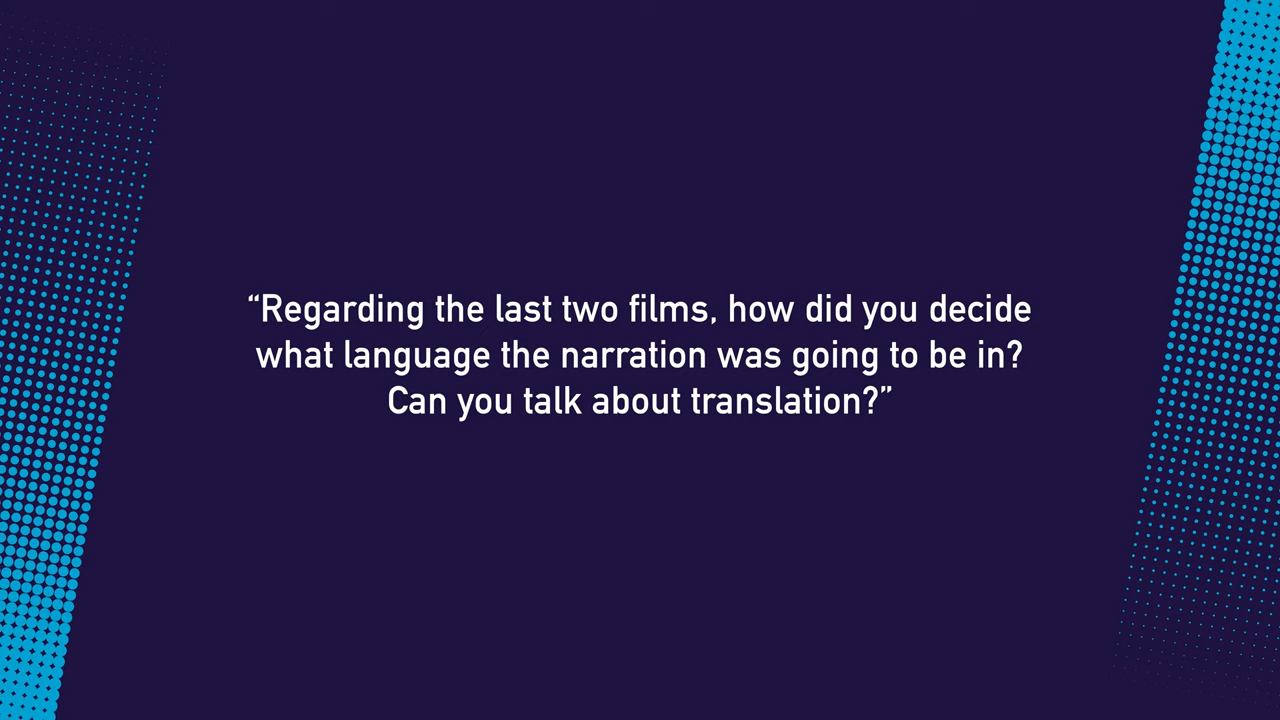 “Regarding the last two films, how did you decide
what language the narration was going to be in?
Can you talk about translation?”